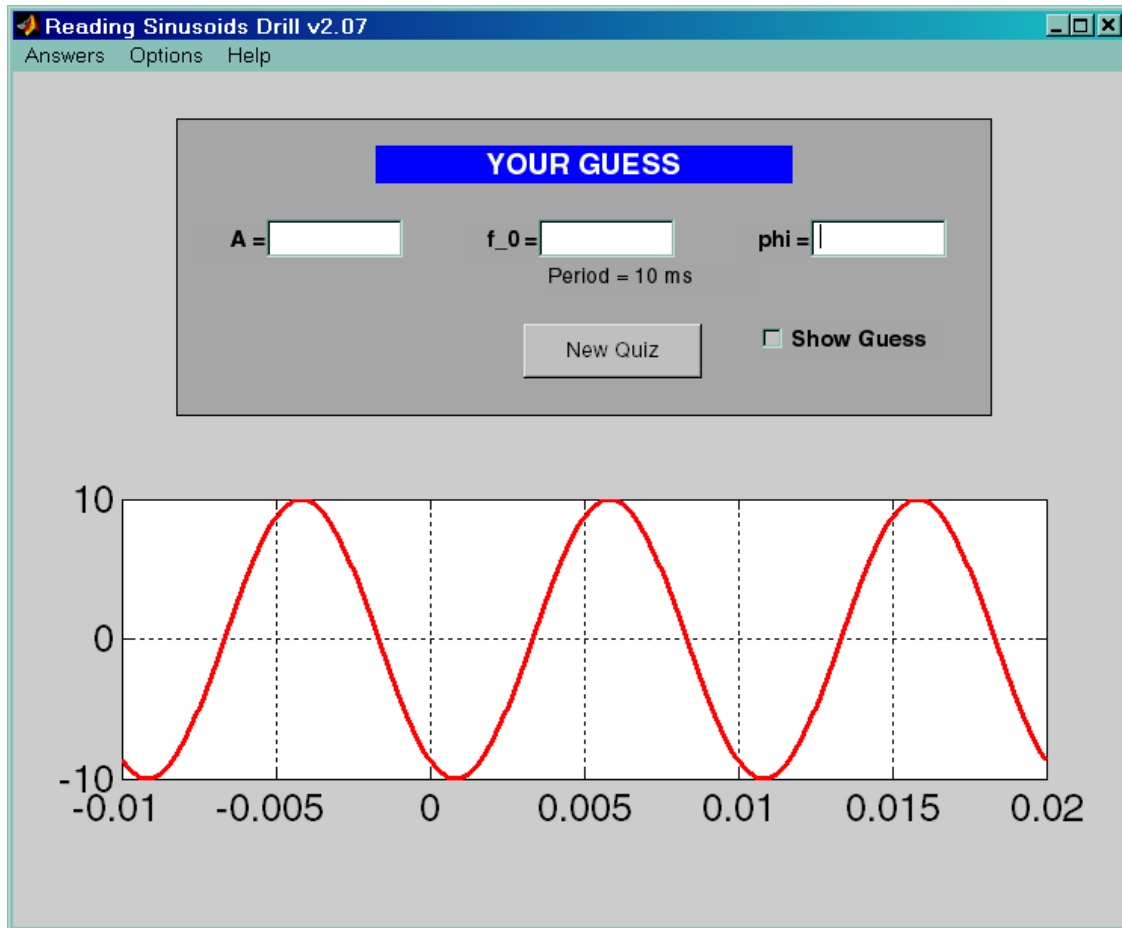 Reading Sinusoids Drill v2.07
Answers Options Help
YOUR GUESS
A = f_0 = phi =
Period = 10 ms
New Quiz Show Guess
10
0
-10
-0.01 -0.005 0 0.005 0.01 0.015 0.02